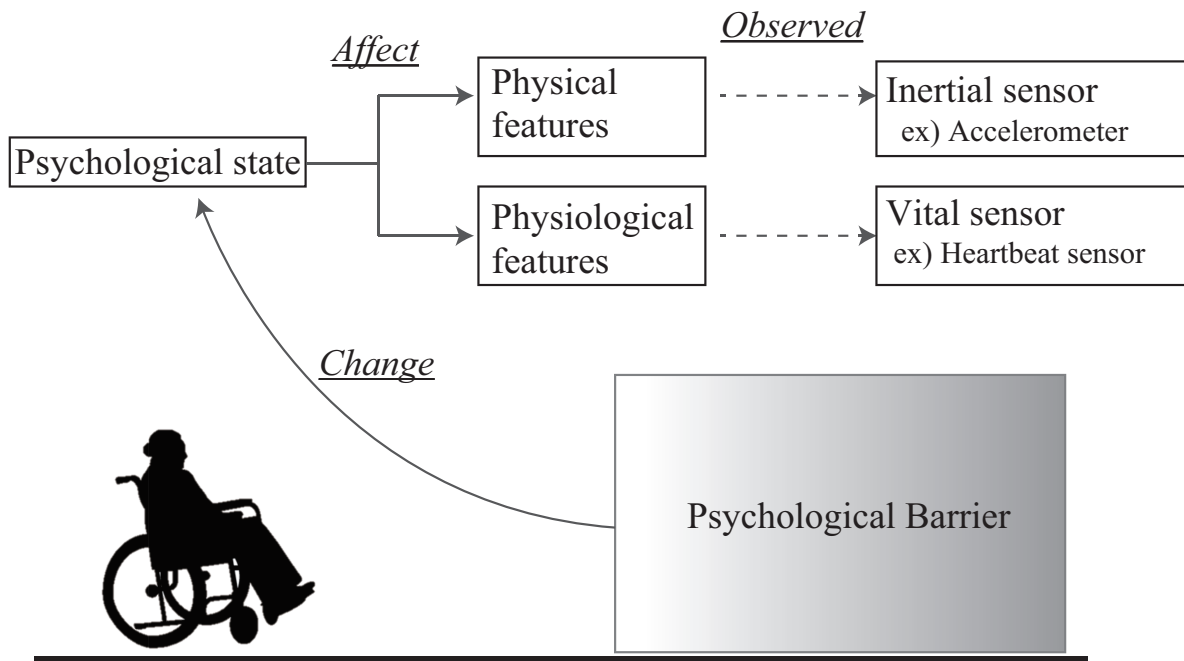 Affect
Observed
Physical
features
Inertial sensor
ex) Accelerometer
Psychological state
Physiological
features
Vital sensor
ex) Heartbeat sensor
Change
Psychological Barrier